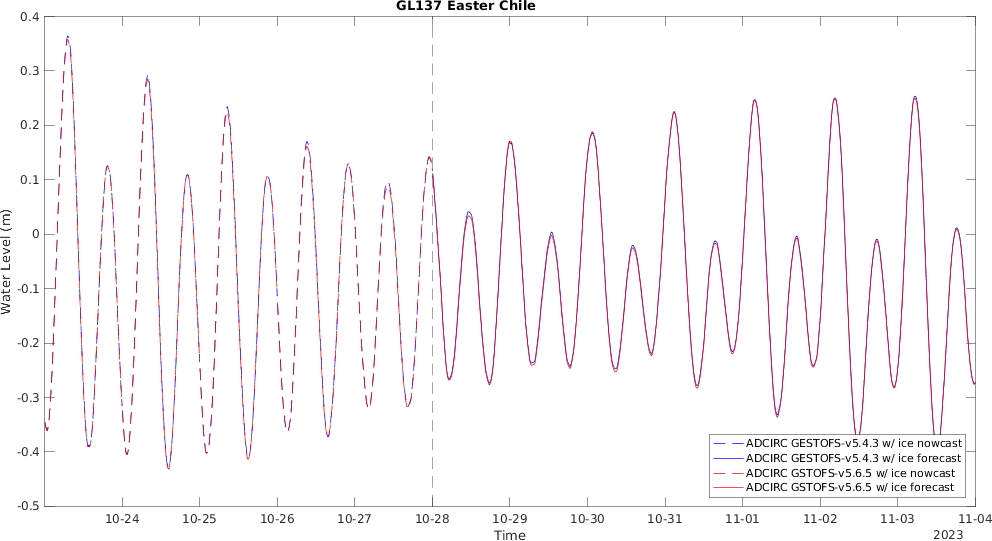 GL137 Easter Chile
0.4
0.3
0.2
0.1
0
-0.1
-0.2
-0.3
-0.4
-0.5
Water Level (m)
ADCIRC GESTOFS-v5.4.3 w/ ice nowcast
ADCIRC GESTOFS-v5.4.3 w/ ice forecast
ADCIRC GSTOFS-v5.6.5 w/ ice nowcast
ADCIRC GSTOFS-v5.6.5 w/ ice forecast
10-24 10-25 10-26 10-27 10-28 10-29 10-30 10-31 11-01 11-02 11-03 11-04
Time 2023